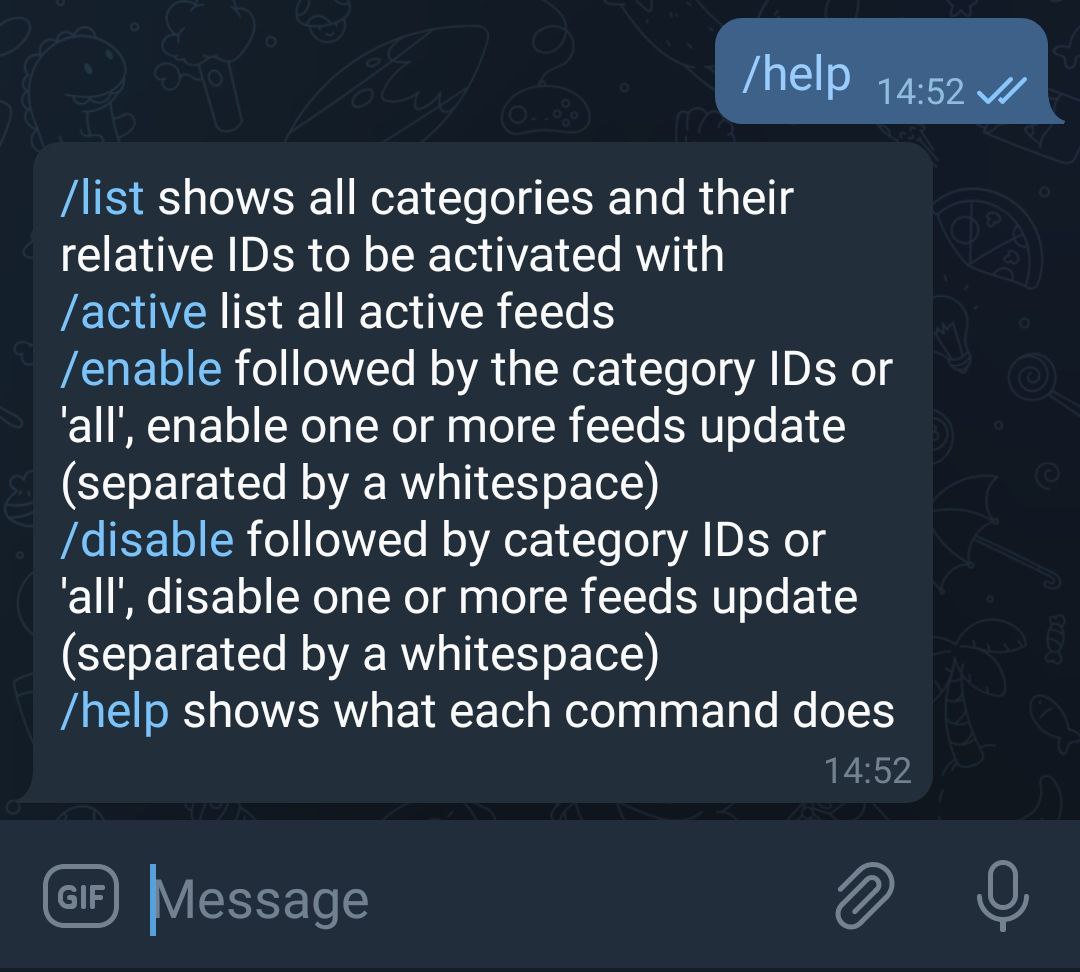 /help 14:52
/list shows all categories and their
relative IDs to be activated with
/active list all active feeds
/enable followed by the category IDs or
'all', enable one or more feeds update
(separated by a whitespace)
/disable followed by category IDs or
'all', disable one or more feeds update
(separated by a whitespace)
/help shows what each command does
14:52
GIF Message